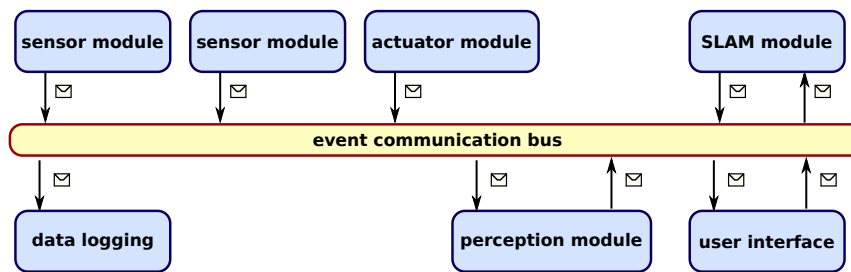 sensor module
sensor module
actuator module
SLAM module
event communication bus
data logging
perception module
user interface